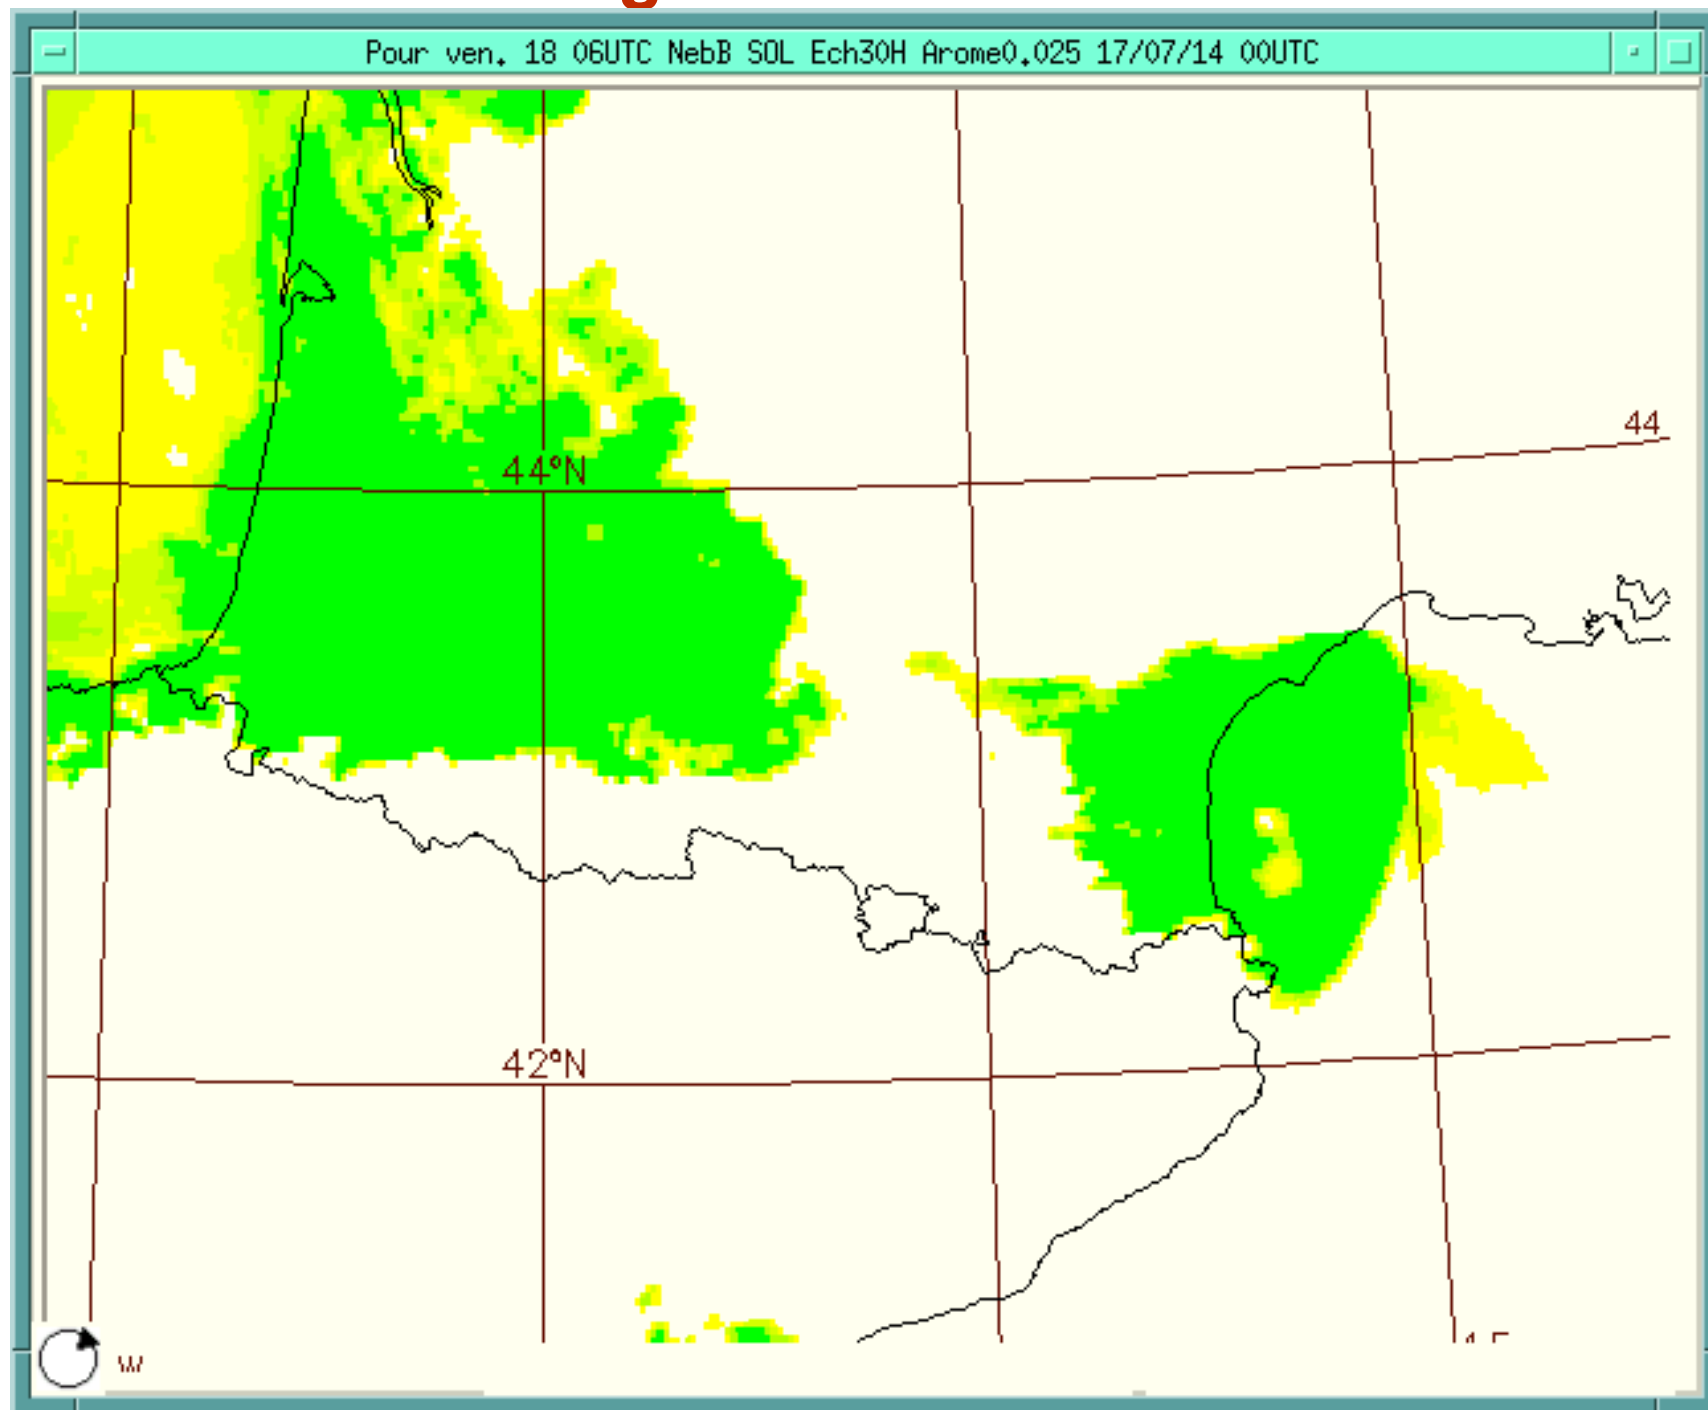 Pour ven. 18 06UTC NebB SOL Ech30H Arome0.025 17/07/14 00UTC
44
44°N
42°N
w